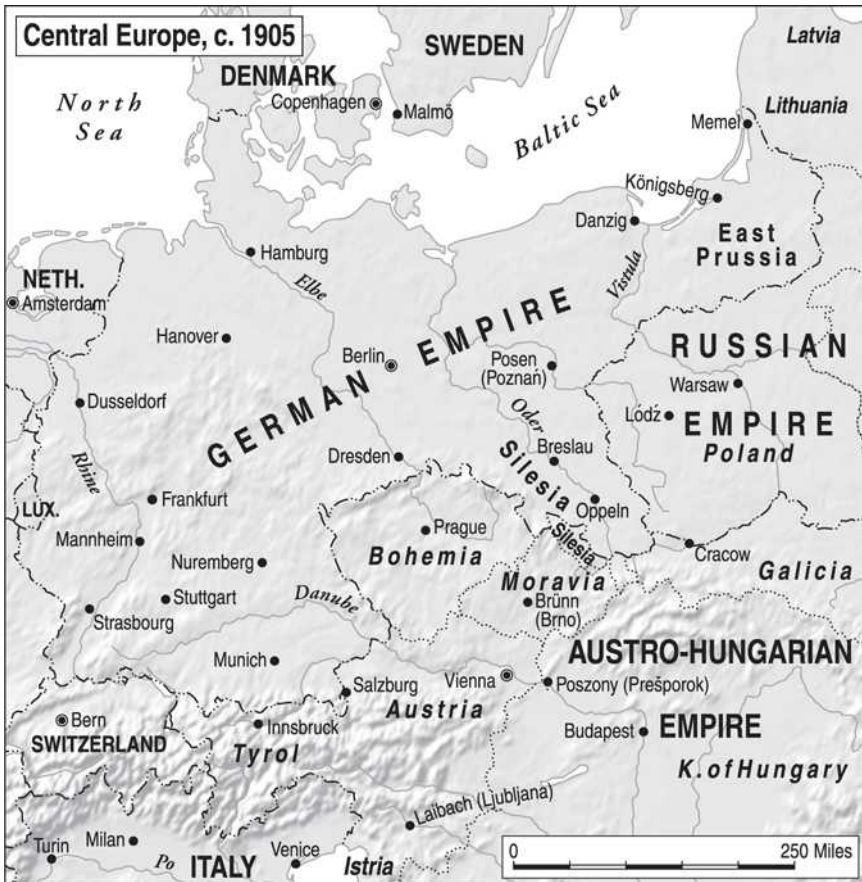 Central Europe, c. 1905
SWEDEN
Latvia
DENMARK
North
Sea
Copenhagen
Malmö
Baltic Sea
Lithuania
Memel
Königsberg
Danzig
East
Prussia
Hamburg
Elbe
Vistula
NETH.
Amsterdam
Hanover
Berlin
GERMAN EMPIRE
Posen
(Poznań)
RUSSIAN
EMPIRE
Poland
Warsaw
Lódź
Dusseldorf
Rhine
Oder
Dresden
Breslau
Silesia
Oppeln
LUX.
Frankfurt
Prague
Bohemia
Silesia
Cracow
Galicia
Mannheim
Nuremberg
Moravia
Brünn
(Brno)
Stuttgart
Strasbourg
Danube
Munich
AUSTRO-HUNGARIAN
EMPIRE
Salzburg
Vienna
Austria
Poszony (Prešporok)
Bern
SWITZERLAND
Innsbruck
Tyrol
Budapest
K. of Hungary
Laibach (Ljubljana)
Turin
Milan
Po
ITALY
Venice
Istria
0
250 Miles